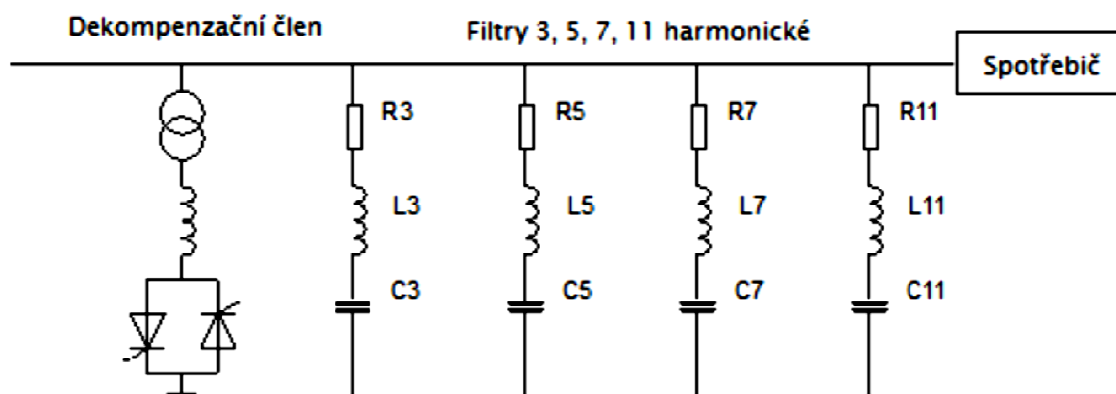 Dekompenzační člen
Filtry 3, 5, 7, 11 harmonické
Spotřebič
R3
R5
R7
R11
L3
L5
L7
L11
C3
C5
C7
C11